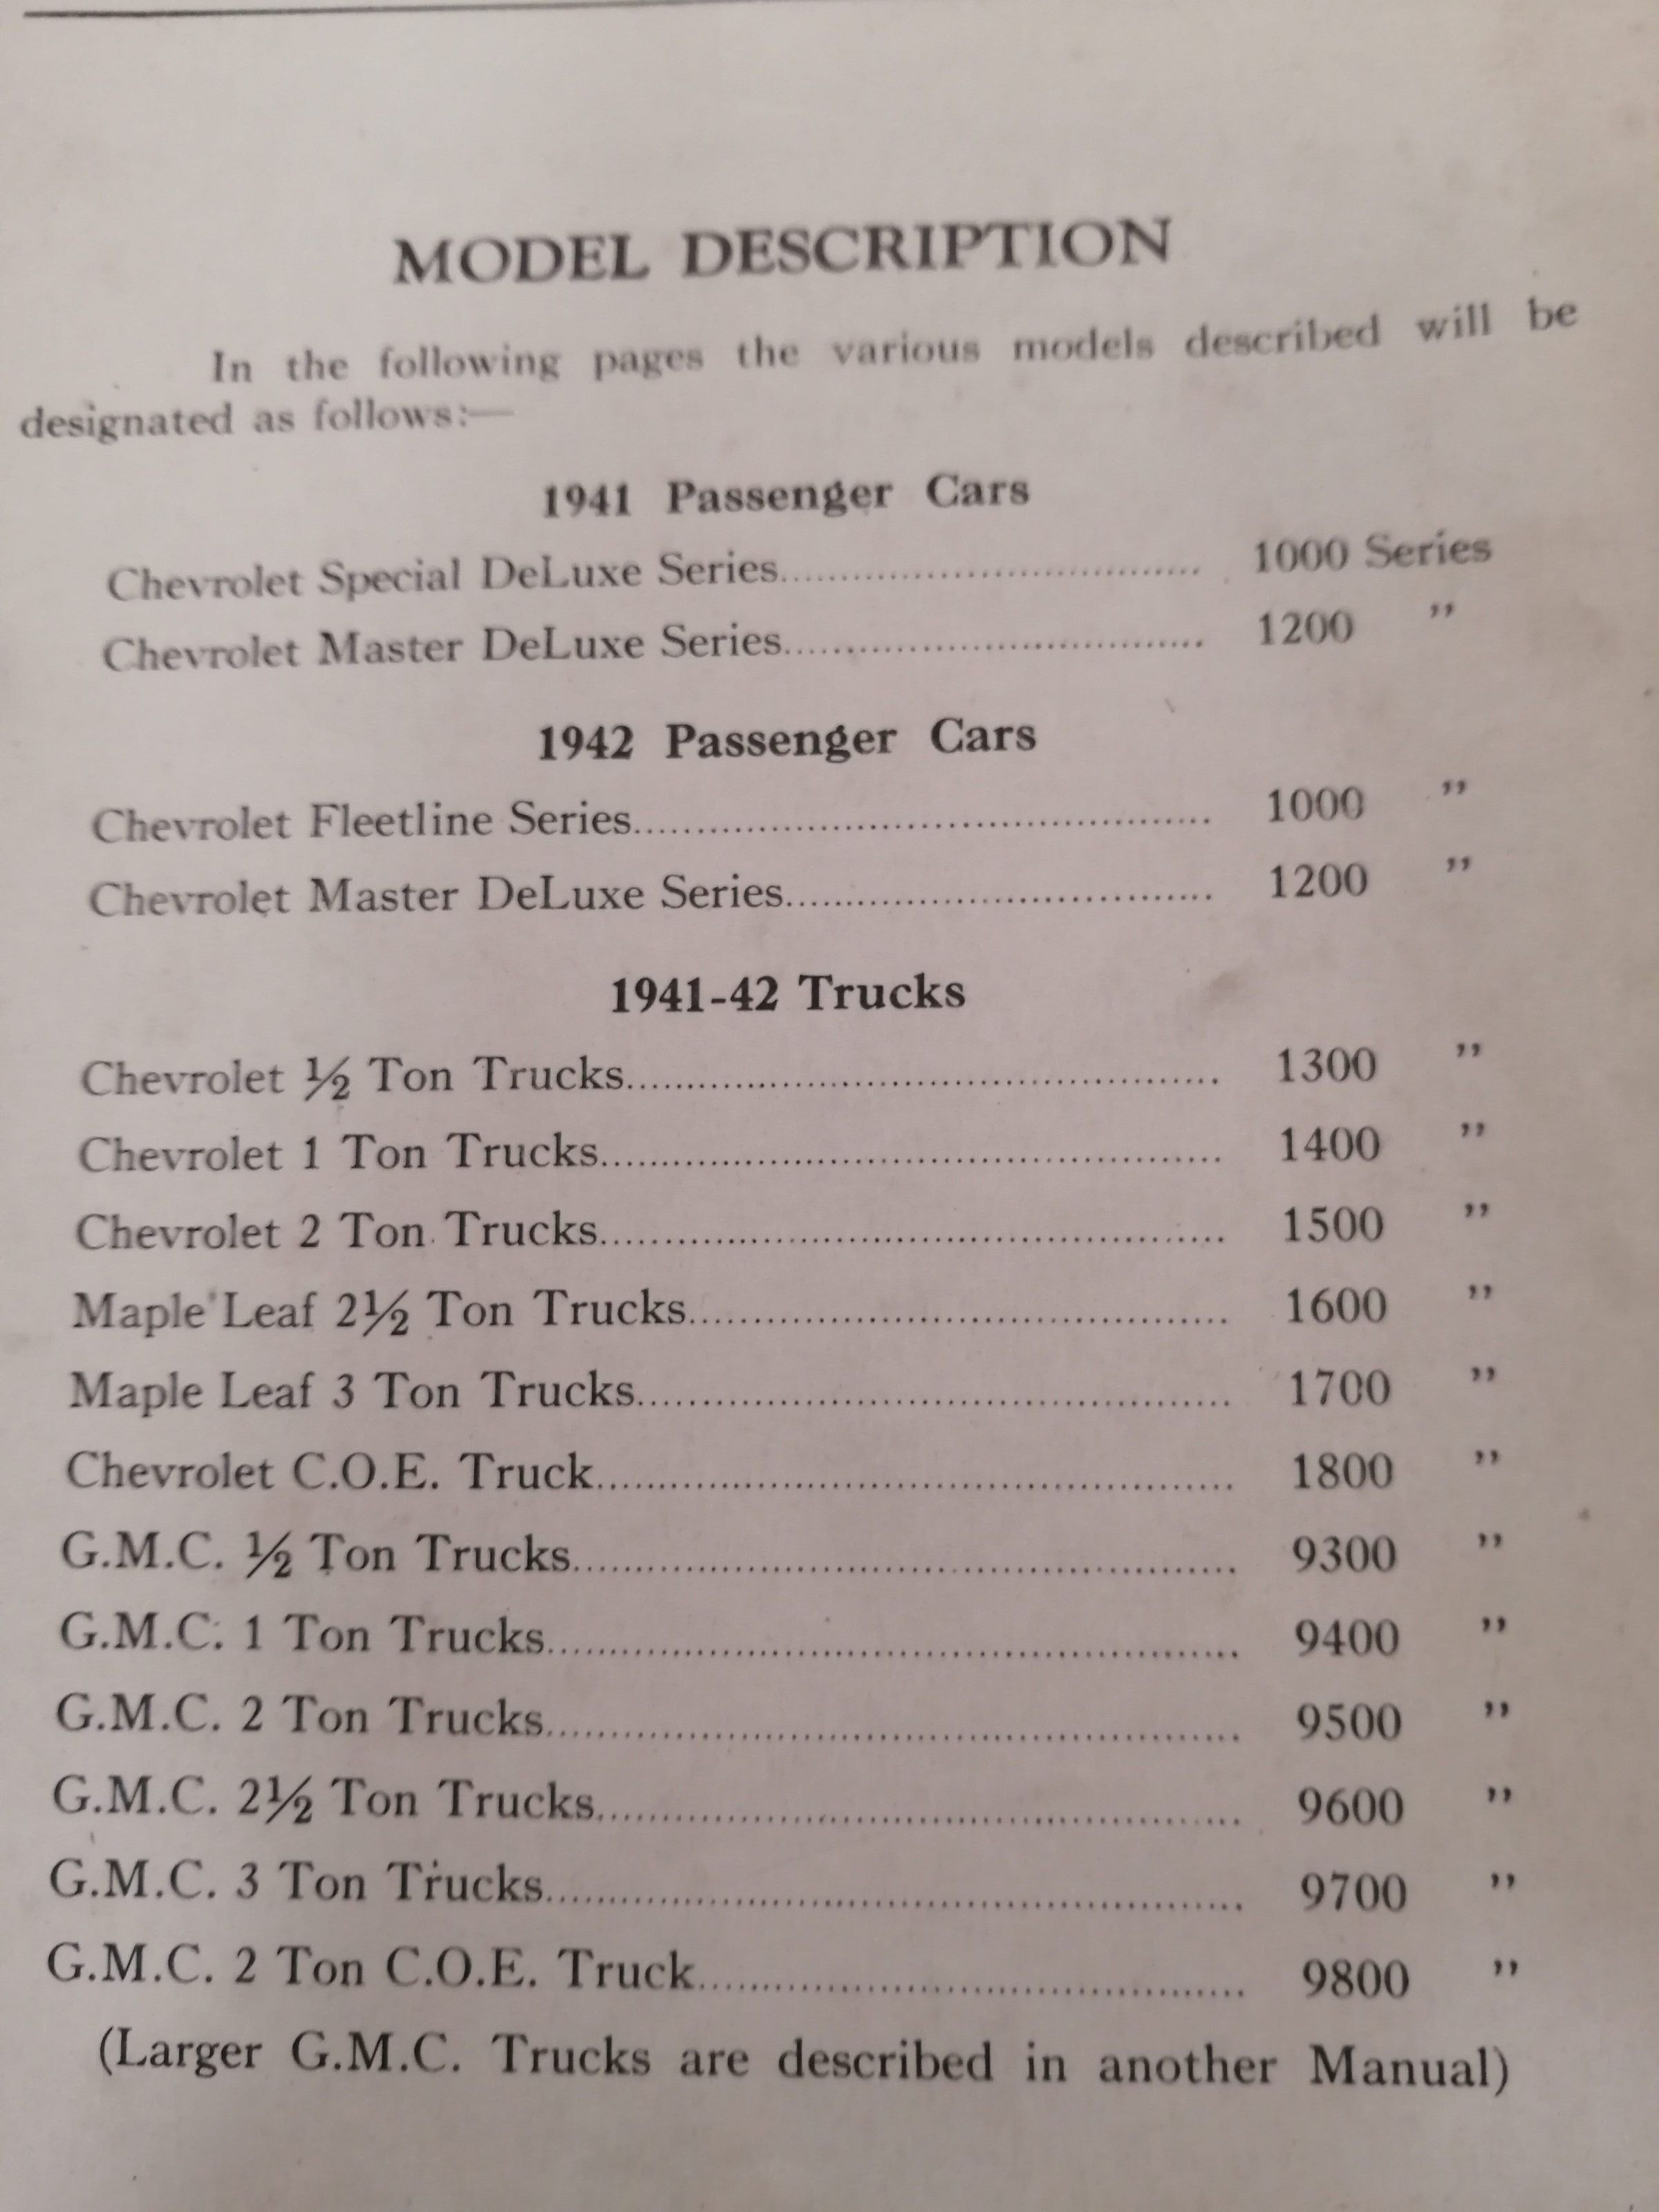 MODEL DESCRIPTION
In the following pages the various models described will be
designated as follows:—
1941 Passenger Cars
Chevrolet Special DeLuxe Series.................................. 1000 Series
Chevrolet Master DeLuxe Series.................................. 1200 ”
1942 Passenger Cars
Chevrolet Fleetline Series.............................................. 1000 ”
Chevrolet Master DeLuxe Series.................................. 1200 ”
1941-42 Trucks
Chevrolet ½ Ton Trucks................................................ 1300 ”
Chevrolet 1 Ton Trucks.................................................. 1400 ”
Chevrolet 2 Ton Trucks.................................................. 1500 ”
Maple Leaf 2½ Ton Trucks........................................... 1600 ”
Maple Leaf 3 Ton Trucks............................................... 1700 ”
Chevrolet C.O.E. Truck................................................... 1800 ”
G.M.C. ½ Ton Trucks..................................................... 9300 ”
G.M.C. 1 Ton Trucks....................................................... 9400 ”
G.M.C. 2 Ton Trucks....................................................... 9500 ”
G.M.C. 2½ Ton Trucks................................................... 9600 ”
G.M.C. 3 Ton Trucks....................................................... 9700 ”
G.M.C. 2 Ton C.O.E. Truck........................................... 9800 ”
(Larger G.M.C. Trucks are described in another Manual)